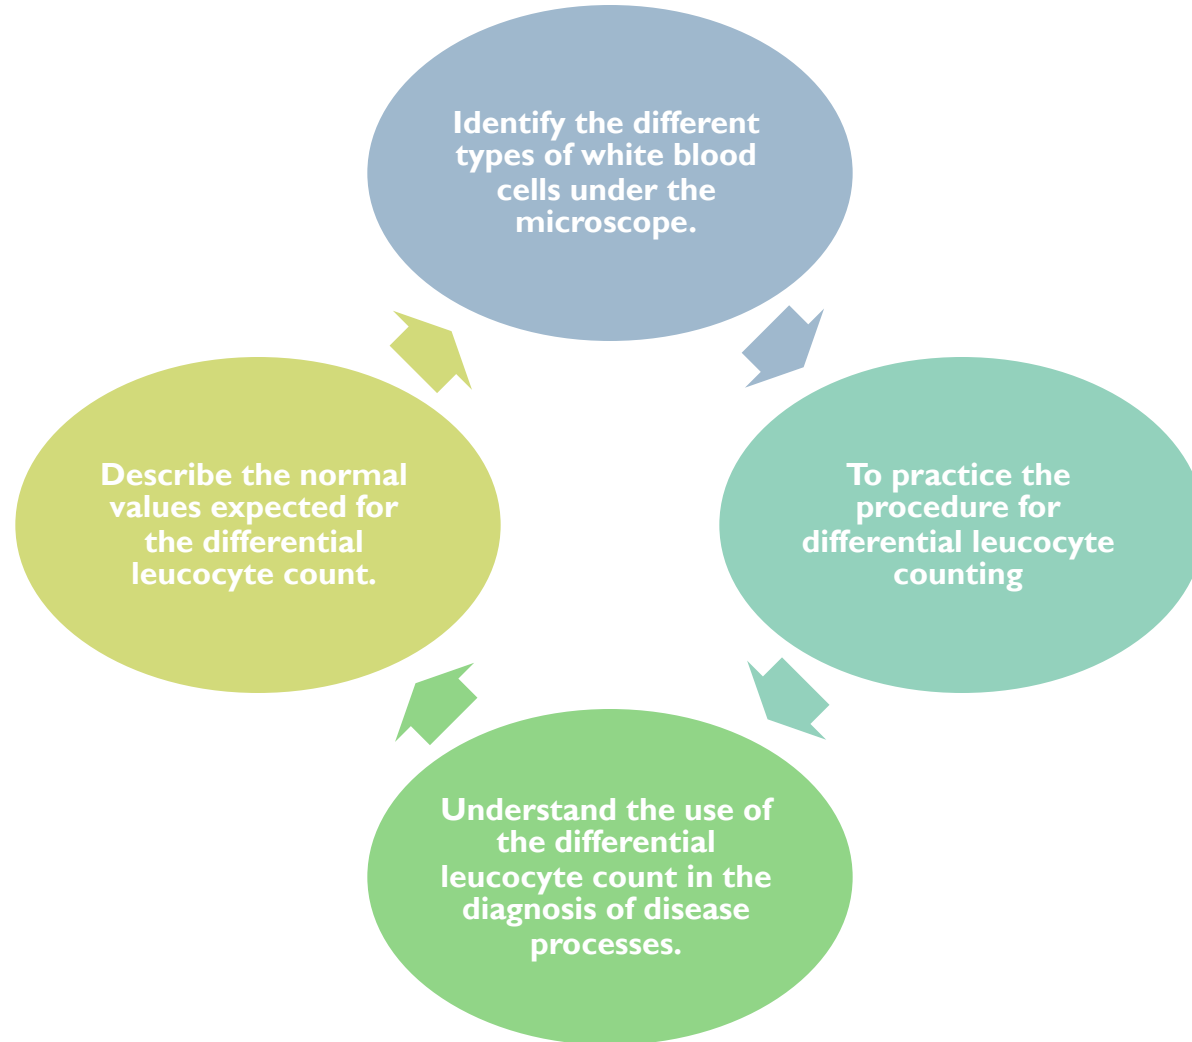 Identify the different
types of white blood
cells under the
microscope.
To practice the
procedure for
differential leucocyte
counting
Understand the use of
the differential
leucocyte count in the
diagnosis of disease
processes.
Describe the normal
values expected for
the differential
leucocyte count.